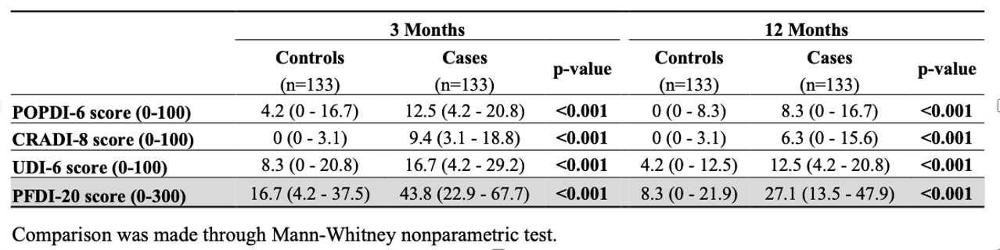 3 Months 12 Months
Controls Cases p-value Controls Cases p-value
(n=133) (n=133) (n=133) (n=133)
POPDI-6 score (0-100) 4.2 (0 - 16.7) 12.5 (4.2 - 20.8) <0.001 0 (0 - 8.3) 8.3 (0 - 16.7) <0.001
CRADI-8 score (0-100) 0 (0 - 3.1) 9.4 (3.1 - 18.8) <0.001 0 (0 - 3.1) 6.3 (0 - 15.6) <0.001
UDI-6 score (0-100) 8.3 (0 - 20.8) 16.7 (4.2 - 29.2) <0.001 4.2 (0 - 12.5) 12.5 (4.2 - 20.8) <0.001
PFDI-20 score (0-300) 16.7 (4.2 - 37.5) 43.8 (22.9 - 67.7) <0.001 8.3 (0 - 21.9) 27.1 (13.5 - 47.9) <0.001
Comparison was made through Mann-Whitney nonparametric test.